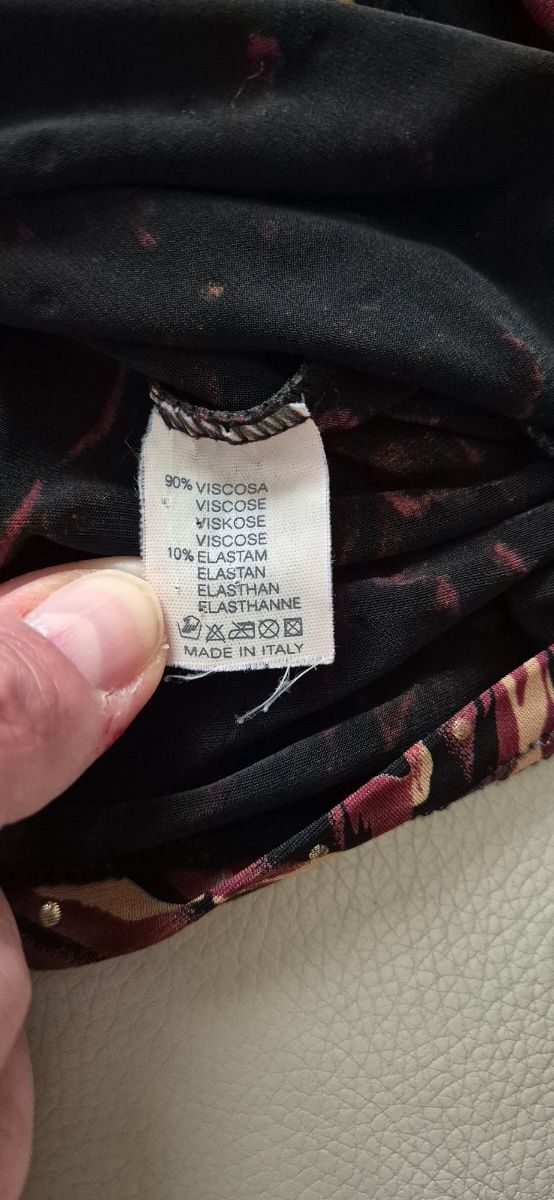 90% VISCOSA
VISCOSE
VISKOSE
VISCOSE
10% ELASTAM
ELASTAN
ELASTHAN
ELASTHANNE
MADE IN ITALY